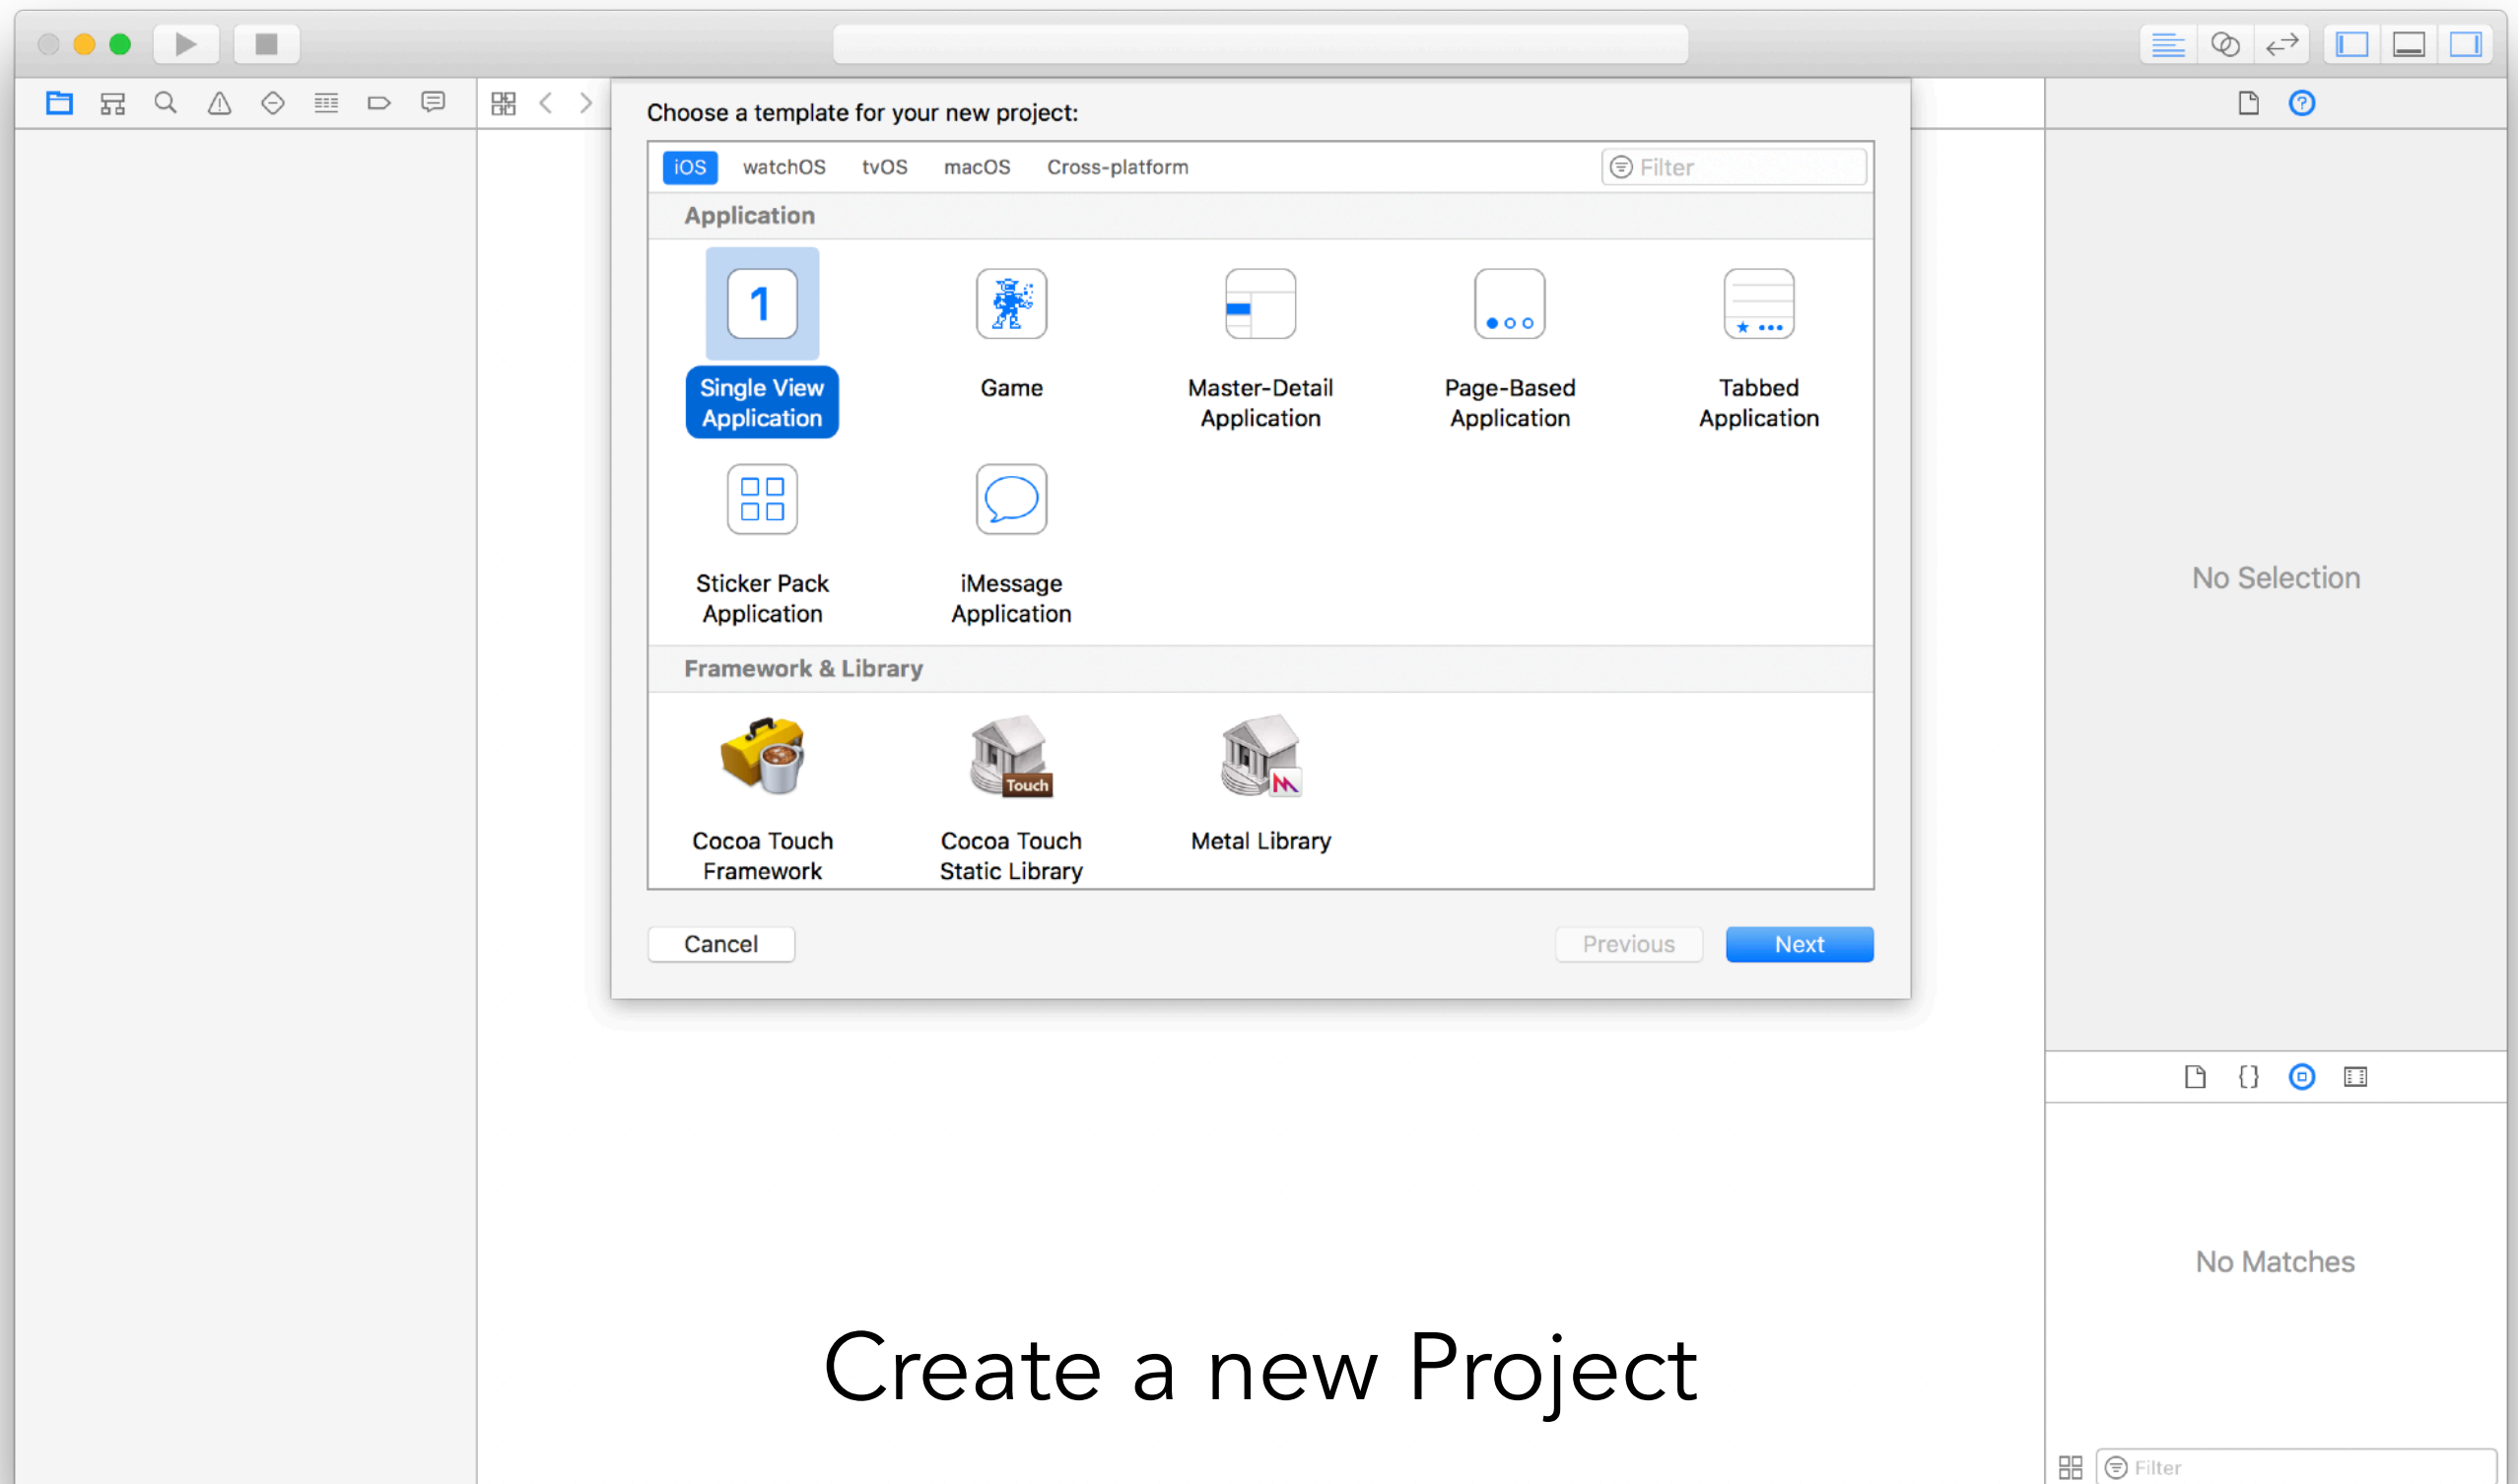 Choose a template for your new project:
iOS watchOS tvOS macOS Cross-platform Filter
Application
1
Single View
Application
Game
Master-Detail
Application
Page-Based
Application
Tabbed
Application
Sticker Pack
Application
iMessage
Application
Framework & Library
Touch
Cocoa Touch
Framework
Cocoa Touch
Static Library
Metal Library
Cancel Previous Next
No Selection
{}
No Matches
Filter
Create a new Project